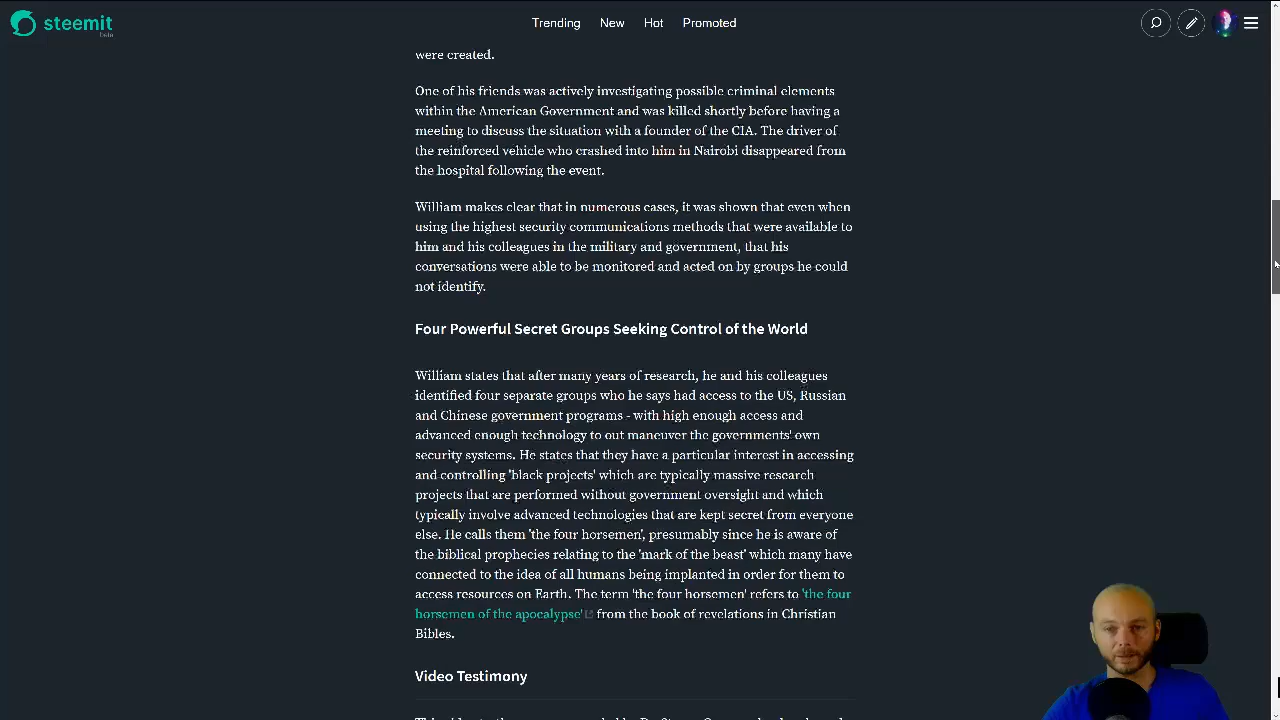 steemit
beta
Trending New Hot Promoted
were created.
One of his friends was actively investigating possible criminal elements
within the American Government and was killed shortly before having a
meeting to discuss the situation with a founder of the CIA. The driver of
the reinforced vehicle who crashed into him in Nairobi disappeared from
the hospital following the event.
William makes clear that in numerous cases, it was shown that even when
using the highest security communications methods that were available to
him and his colleagues in the military and government, that his
conversations were able to be monitored and acted on by groups he could
not identify.
Four Powerful Secret Groups Seeking Control of the World
William states that after many years of research, he and his colleagues
identified four separate groups who he says had access to the US, Russian
and Chinese government programs - with high enough access and
advanced enough technology to out maneuver the governments' own
security systems. He states that they have a particular interest in accessing
and controlling 'black projects' which are typically massive research
projects that are performed without government oversight and which
typically involve advanced technologies that are kept secret from everyone
else. He calls them 'the four horsemen', presumably since he is aware of
the biblical prophecies relating to the 'mark of the beast' which many have
connected to the idea of all humans being implanted in order for them to
access resources on Earth. The term 'the four horsemen' refers to 'the four
horsemen of the apocalypse' from the book of revelations in Christian
Bibles.
Video Testimony